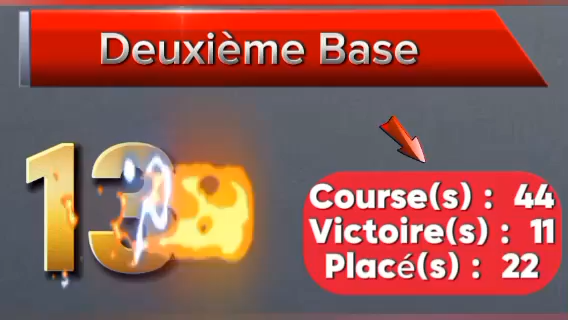 Deuxième Base
13
Course(s) : 44
Victoire(s) : 11
Placé(s) : 22